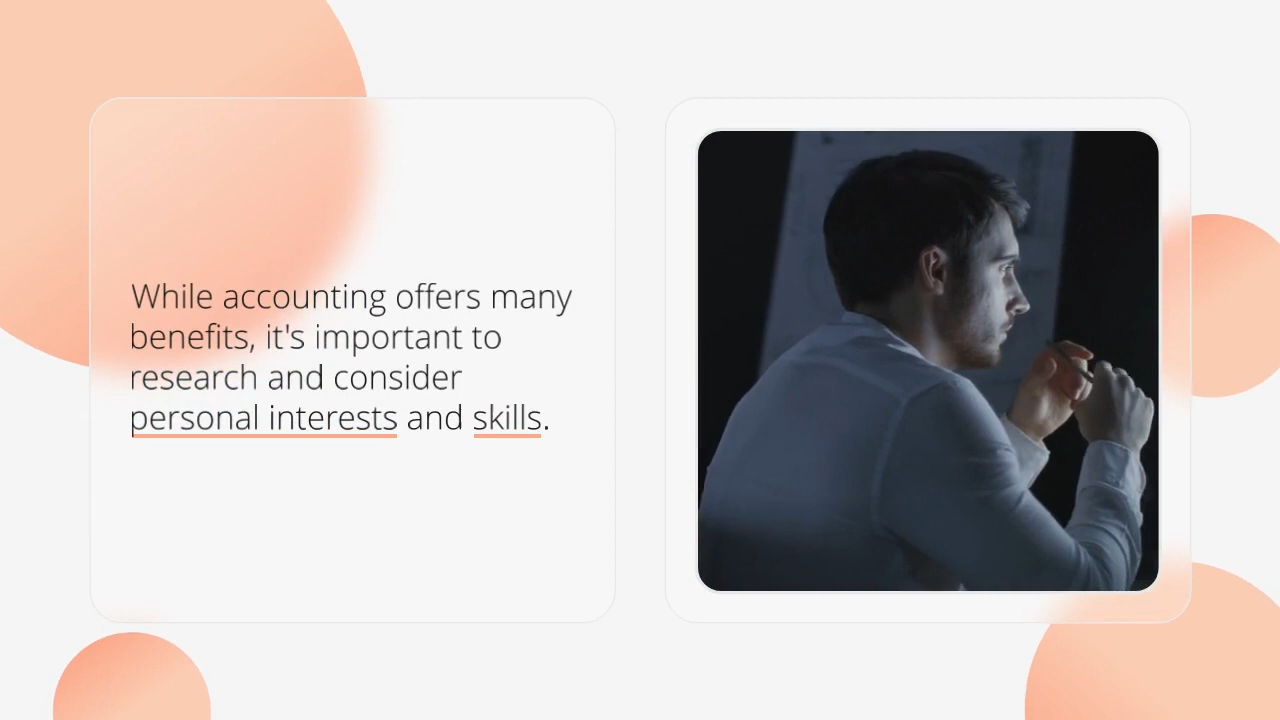 While accounting offers many
benefits, it's important to
research and consider
personal interests and skills.